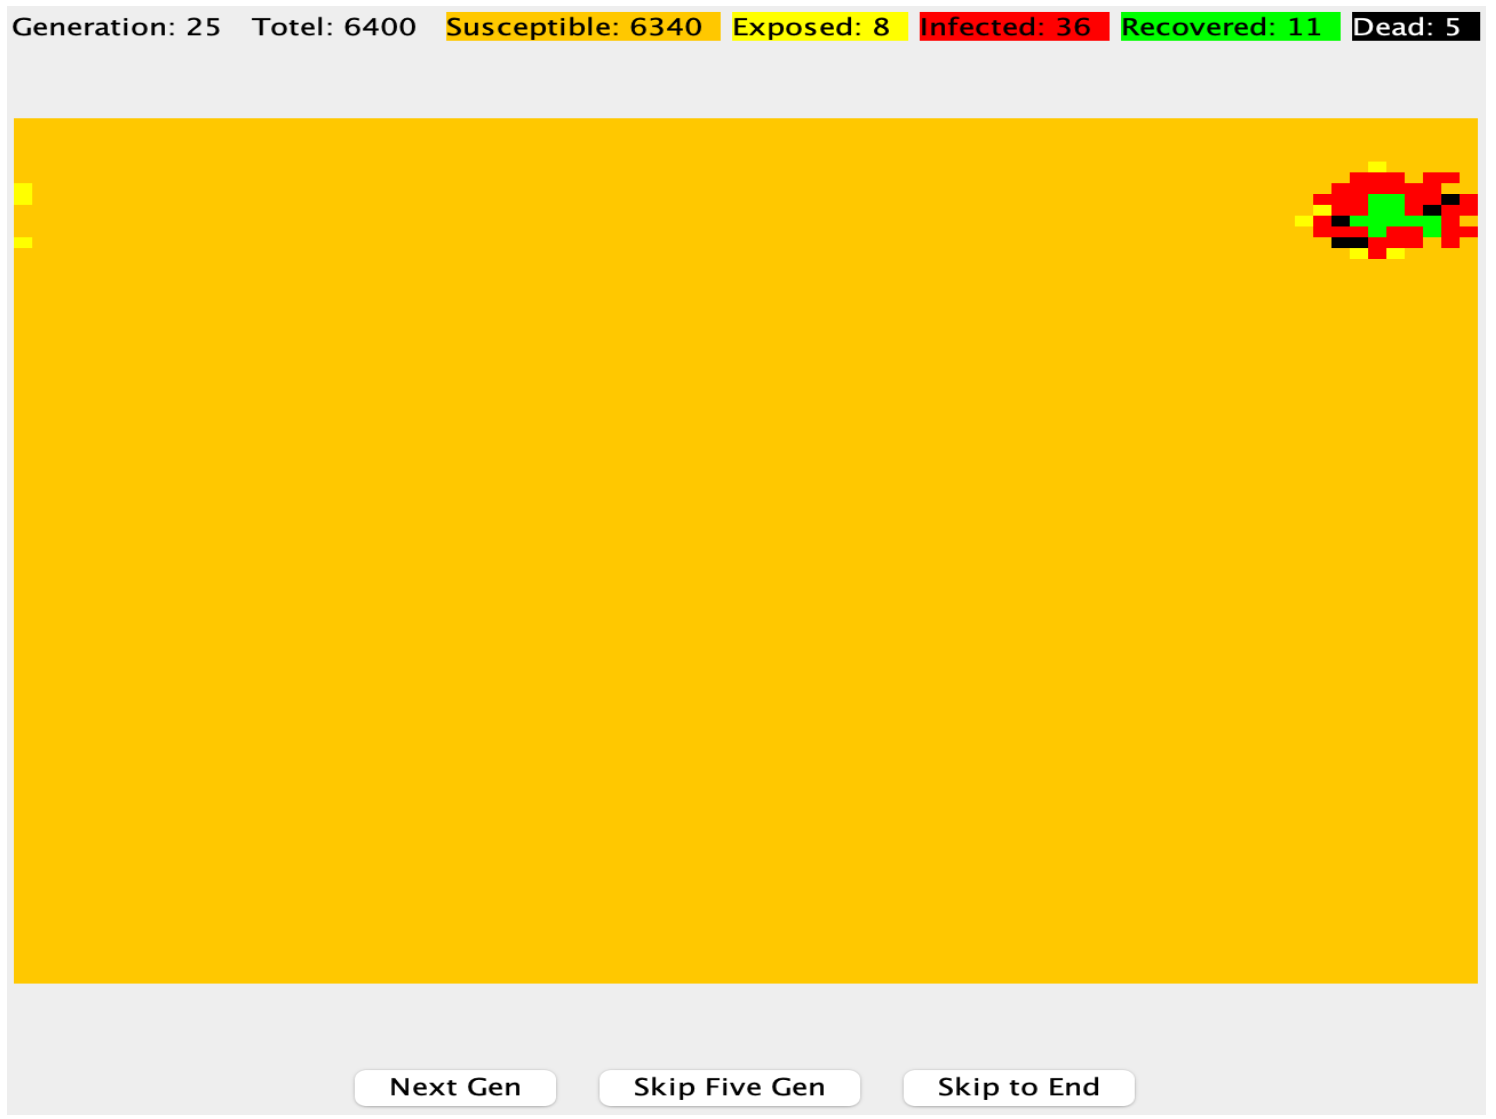 Generation: 25 Totel: 6400 Susceptible: 6340 Exposed: 8 Infected: 36 Recovered: 11 Dead: 5
Next Gen Skip Five Gen Skip to End